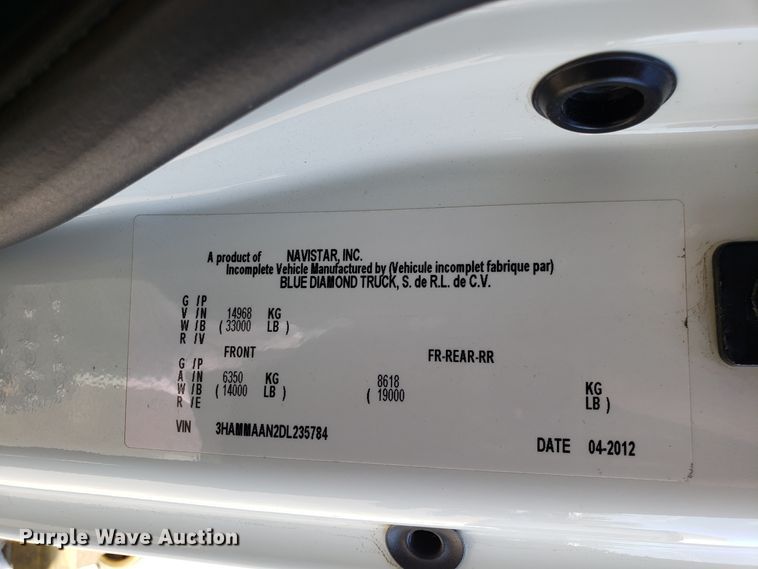 A product of NAVISTAR, INC.
Incomplete Vehicle Manufactured by (Vehicule incomplet fabrique par)
BLUE DIAMOND TRUCK, S. de R.L. de C.V.
G /P
V /N 14968 KG
W /B ( 33000 LB )
R /V
FRONT FR-REAR-RR
G /P
A /N 6350 KG 8618 KG
W /B ( 14000 LB ) ( 19000 LB )
R /E
VIN 3HAMMAAN2DL235784
DATE 04-2012
Purple Wave Auction